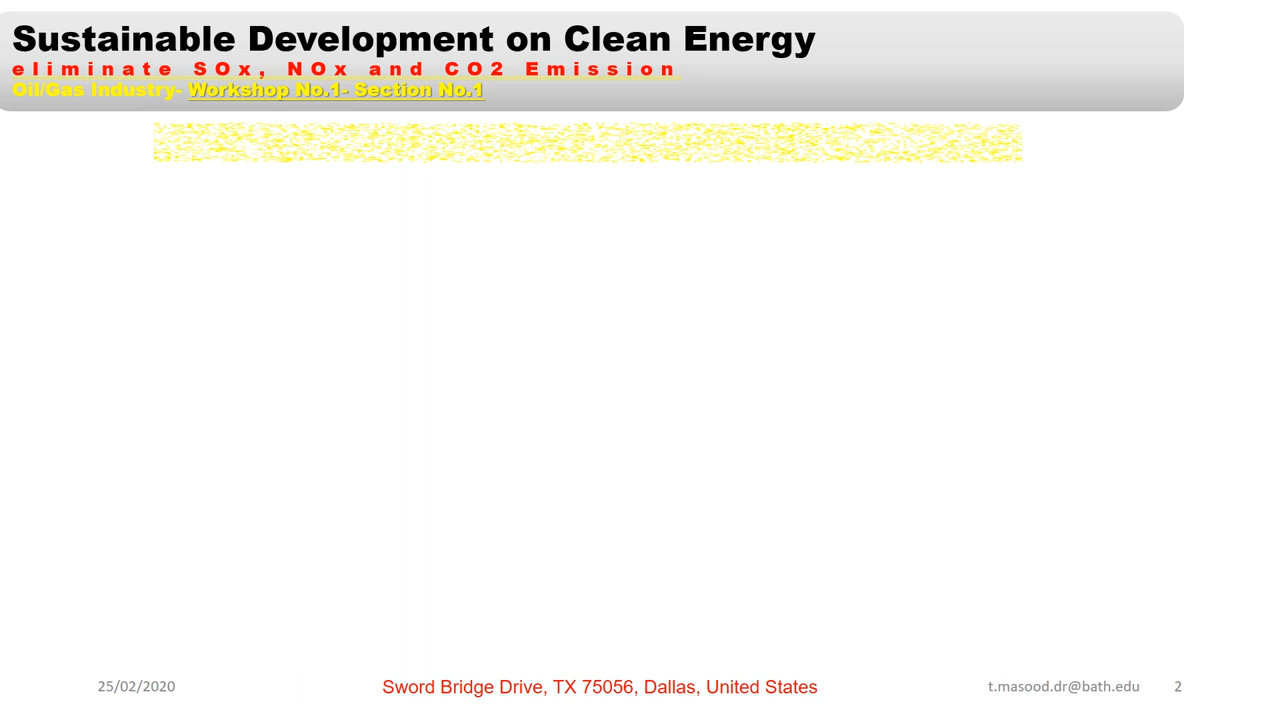 Sustainable Development on Clean Energy
eliminate SOx, NOx and CO2 Emission
Oil/Gas Industry- Workshop No.1- Section No.1
25/02/2020
Sword Bridge Drive, TX 75056, Dallas, United States
t.masood.dr@bath.edu
2